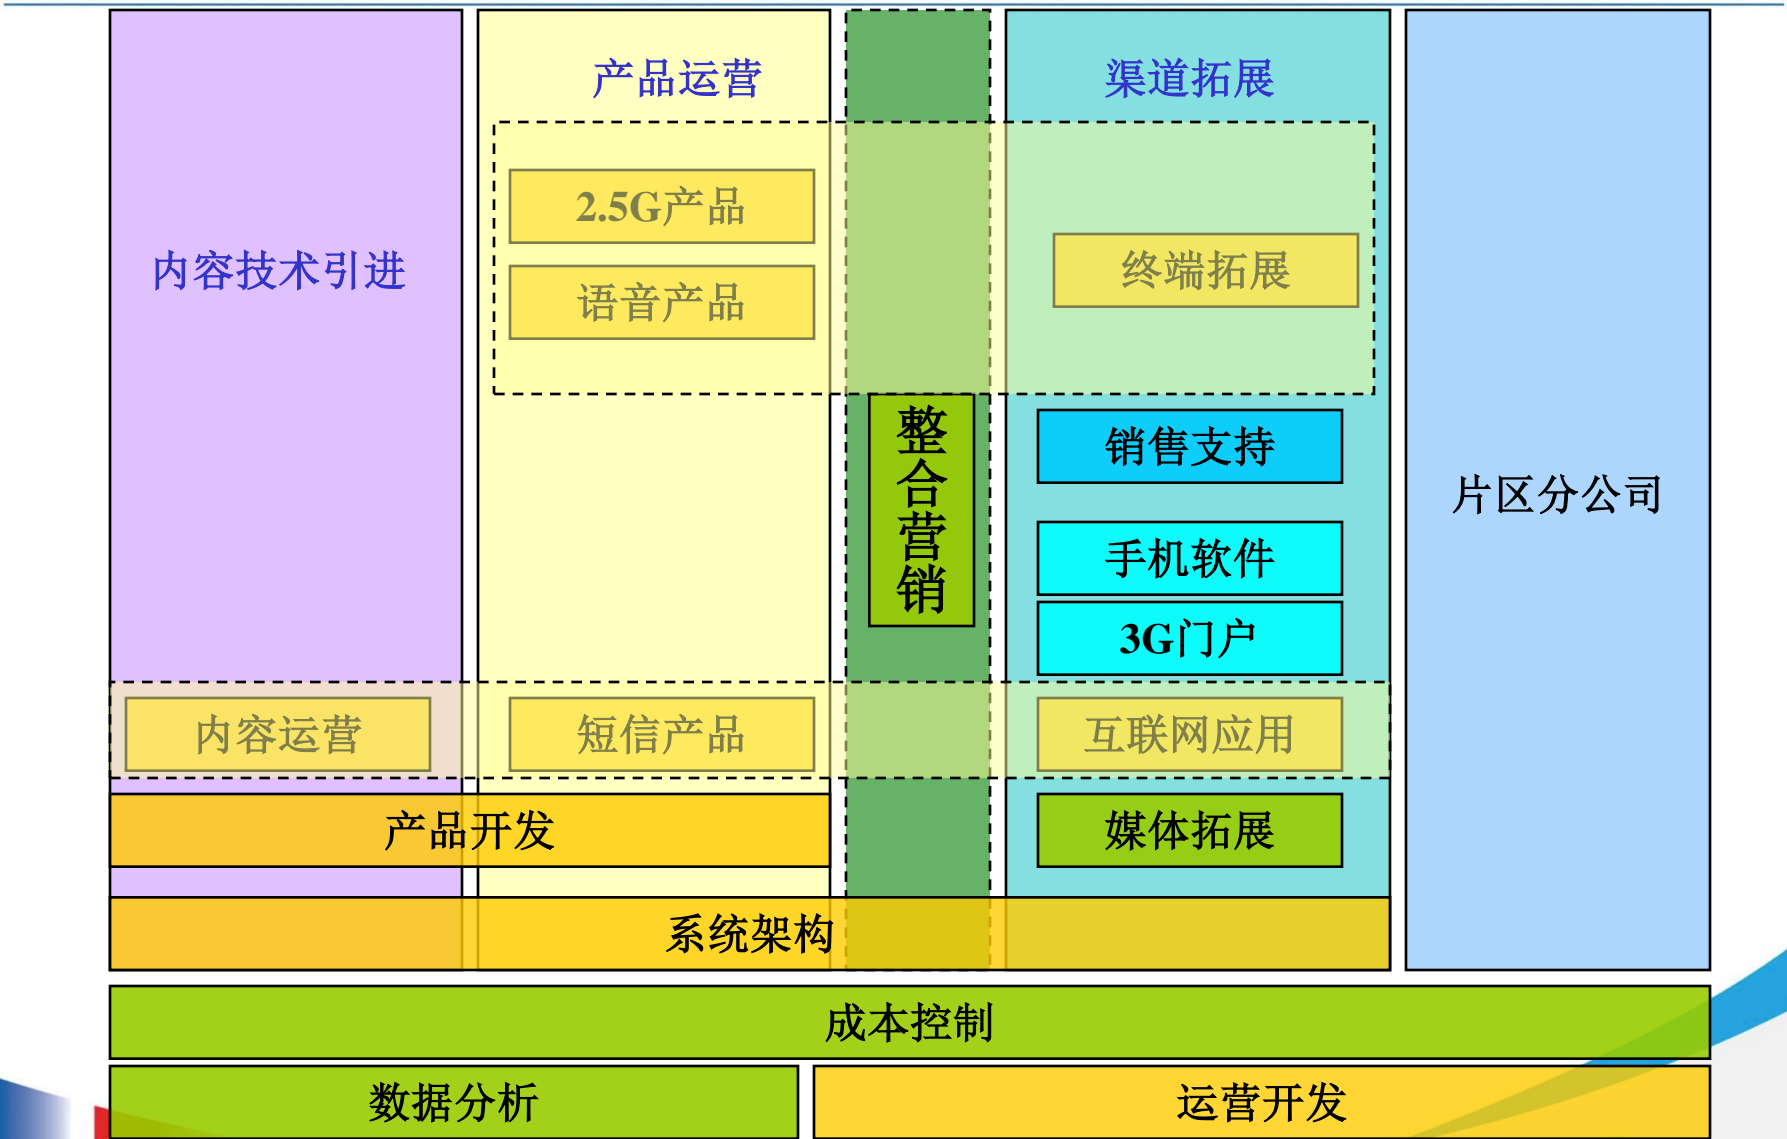 产品运营
渠道拓展
2.5G产品
内容技术引进
终端拓展
语音产品
整合营销
销售支持
片区分公司
手机软件
3G门户
内容运营
短信产品
互联网应用
产品开发
媒体拓展
系统架构
成本控制
数据分析
运营开发